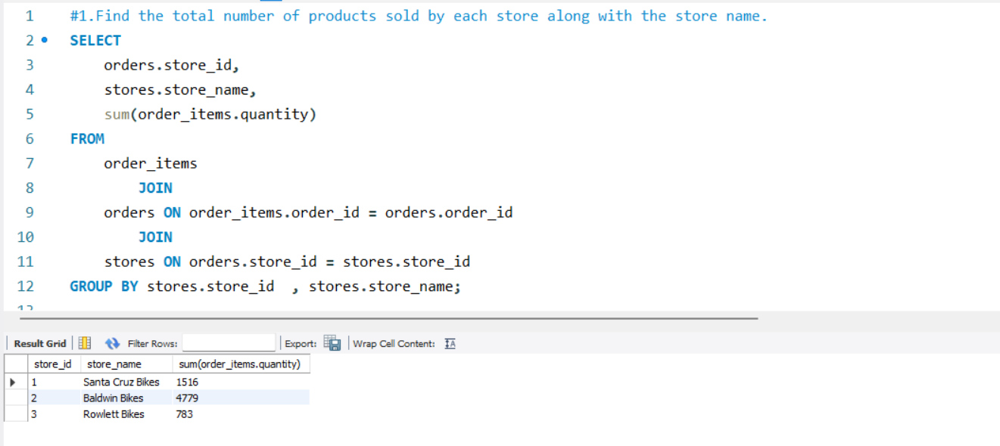 1 #1.Find the total number of products sold by each store along with the store name.
2 SELECT
3 orders.store_id,
4 stores.store_name,
5 sum(order_items.quantity)
6 FROM
7 order_items
8 JOIN
9 orders ON order_items.order_id = orders.order_id
10 JOIN
11 stores ON orders.store_id = stores.store_id
12 GROUP BY stores.store_id , stores.store_name;
Result Grid Filter Rows: Export: Wrap Cell Content: IA
store_id store_name sum(order_items.quantity)
1 Santa Cruz Bikes 1516
2 Baldwin Bikes 4779
3 Rowlett Bikes 783